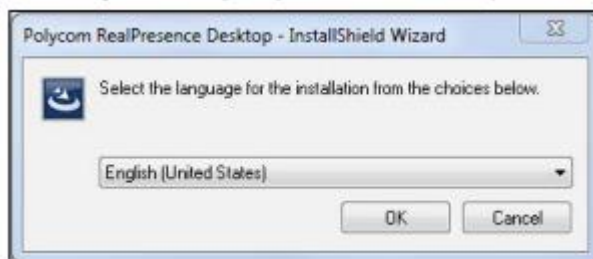 Polycom RealPresence Desktop - InstallShield Wizard
Select the language for the installation from the choices below.
English (United States)
OK
Cancel